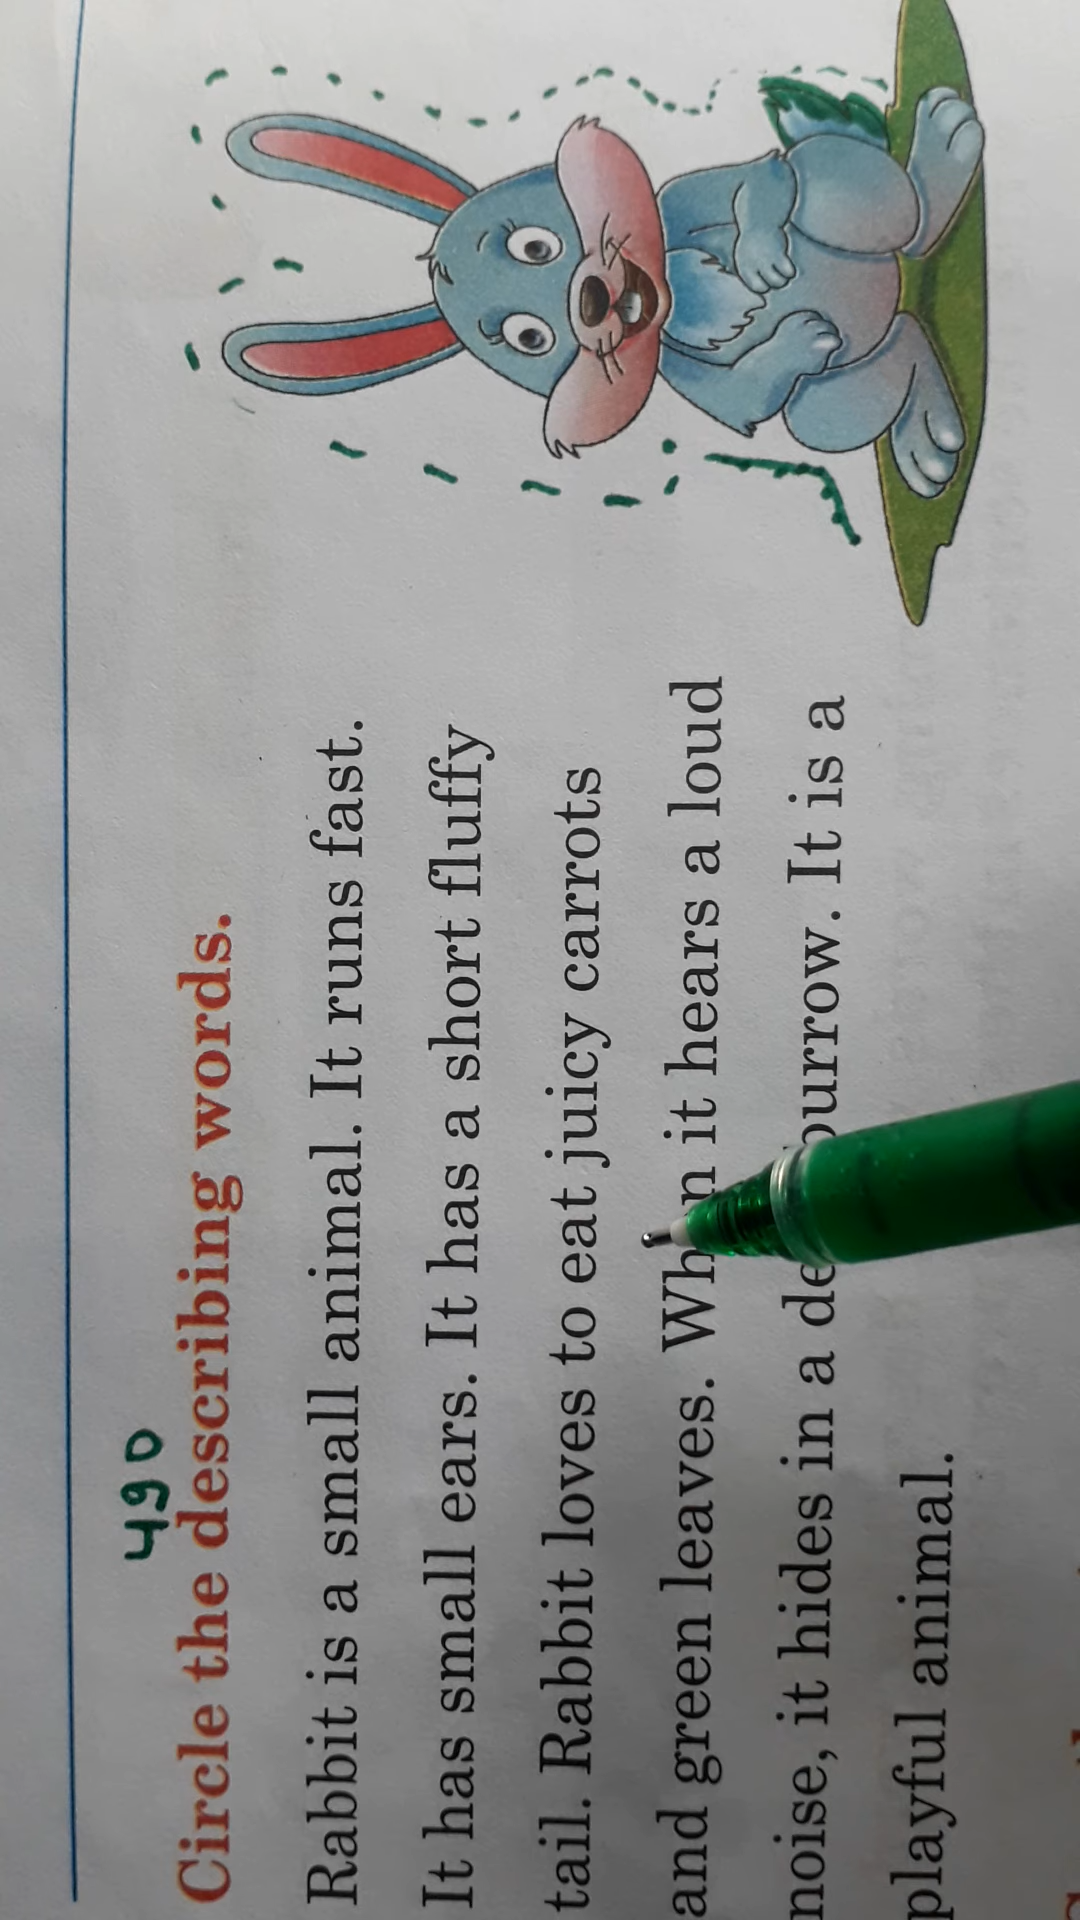 490
Circle the describing words.
Rabbit is a small animal. It runs fast.
It has small ears. It has a short fluffy
tail. Rabbit loves to eat juicy carrots
and green leaves. When it hears a loud
noise, it hides in a burrow. It is a
playful animal.